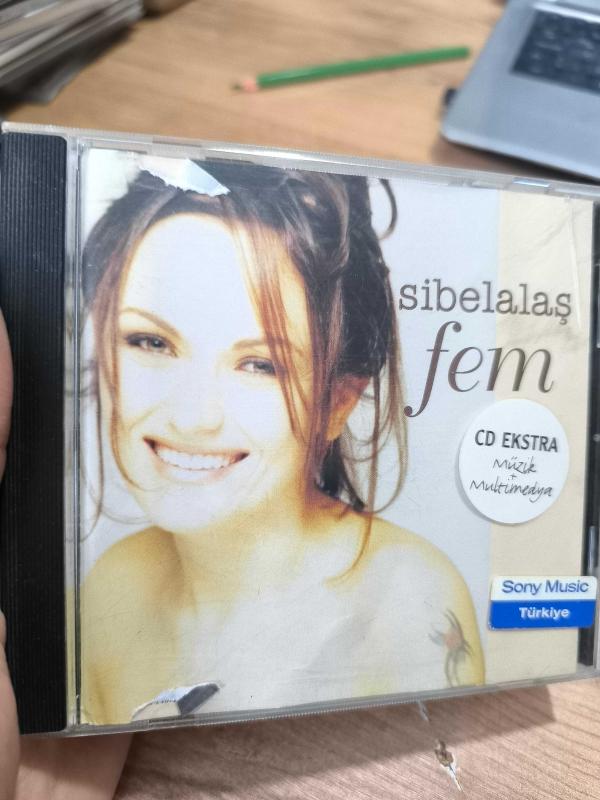 sibelalaş
fem
CD EKSTRA
Müzik
+
Multimedya
Sony Music
Türkiye